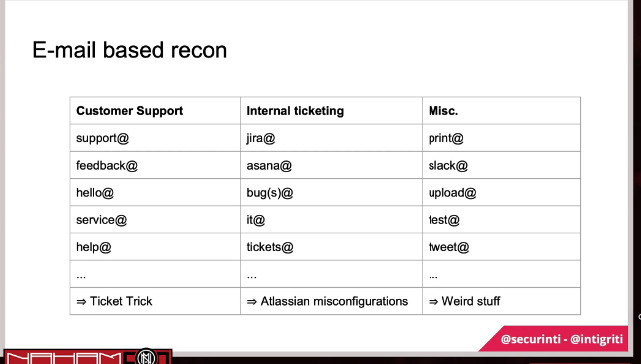 E-mail based recon
Customer Support Internal ticketing Misc.
support@ jira@ print@
feedback@ asana@ slack@
hello@ bug(s)@ upload@
service@ it@ test@
help@ tickets@ tweet@
... ... ...
⇒ Ticket Trick ⇒ Atlassian misconfigurations ⇒ Weird stuff
@securinti - @intigriti
NAHAMCON